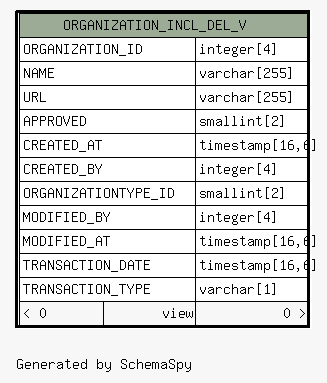 ORGANIZATION_INCL_DEL_V
ORGANIZATION_ID integer[4]
NAME varchar[255]
URL varchar[255]
APPROVED smallint[2]
CREATED_AT timestamp[16,6]
CREATED_BY integer[4]
ORGANIZATIONTYPE_ID smallint[2]
MODIFIED_BY integer[4]
MODIFIED_AT timestamp[16,6]
TRANSACTION_DATE timestamp[16,6]
TRANSACTION_TYPE varchar[1]
< 0 view 0 >
Generated by SchemaSpy